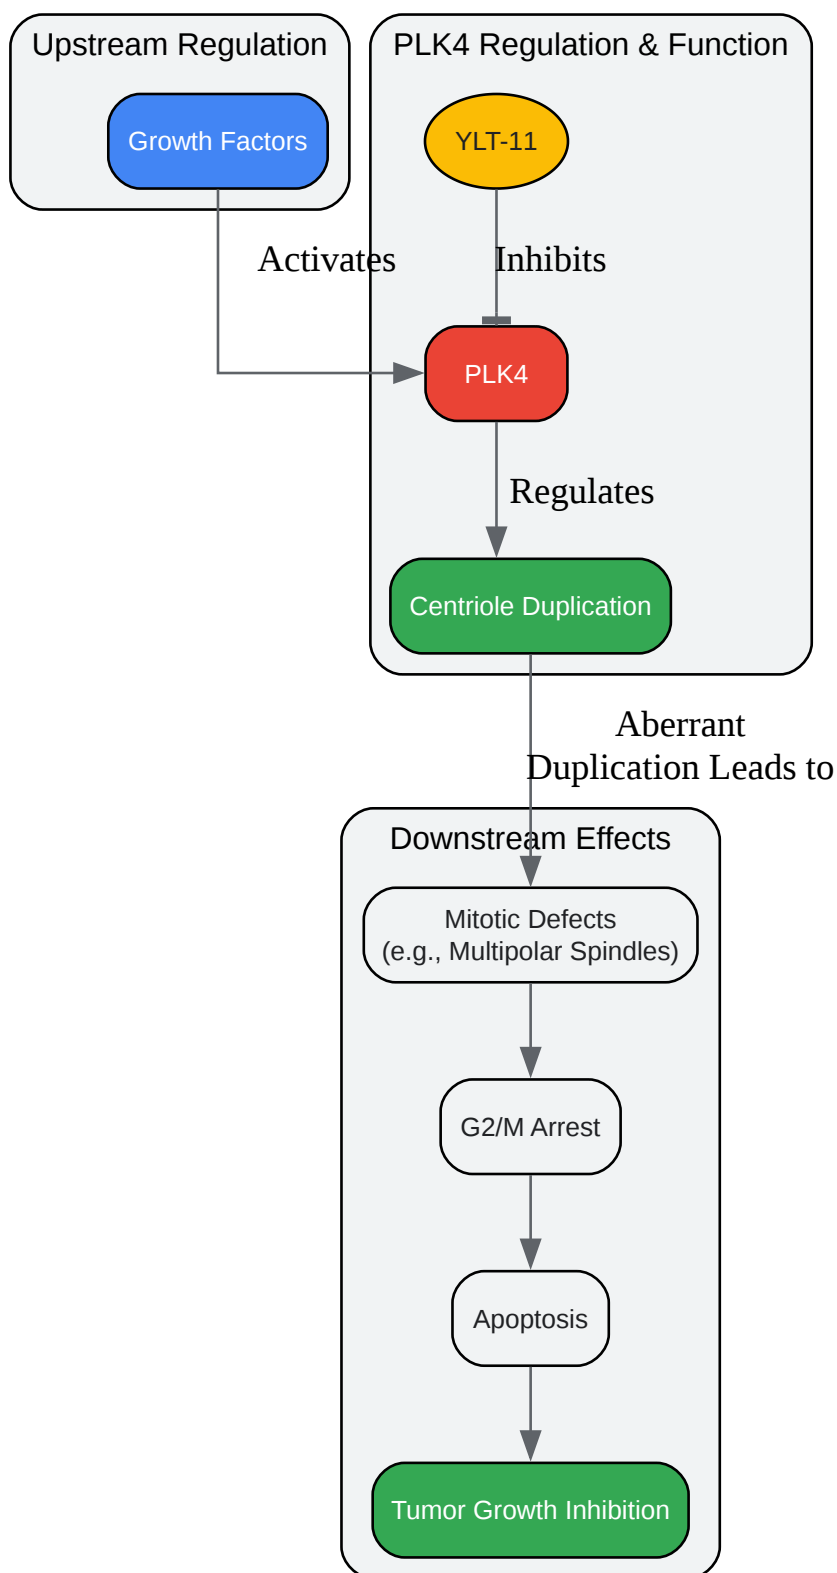 Upstream Regulation
PLK4 Regulation & Function
Growth Factors
YLT-11
Activates
Inhibits
PLK4
Regulates
Centriole Duplication
Aberrant
Duplication Leads to
Downstream Effects
Mitotic Defects
(e.g., Multipolar Spindles)
G2/M Arrest
Apoptosis
Tumor Growth Inhibition